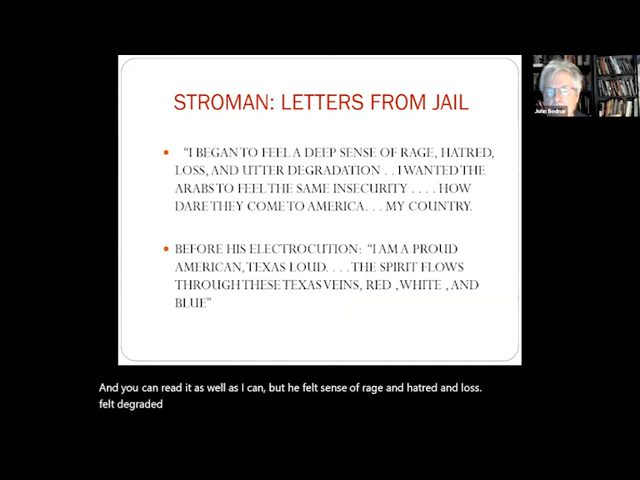 STROMAN: LETTERS FROM JAIL
John Bodnar
• "I BEGAN TO FEEL A DEEP SENSE OF RAGE, HATRED,
LOSS, AND UTTER DEGRADATION . . I WANTED THE
ARABS TO FEEL THE SAME INSECURITY . . . . HOW
DARE THEY COME TO AMERICA. . . MY COUNTRY.
• BEFORE HIS ELECTROCUTION: "I AM A PROUD
AMERICAN, TEXAS LOUD. . . . THE SPIRIT FLOWS
THROUGH THESE TEXAS VEINS, RED ,WHITE , AND
BLUE"
And you can read it as well as I can, but he felt sense of rage and hatred and loss.
felt degraded